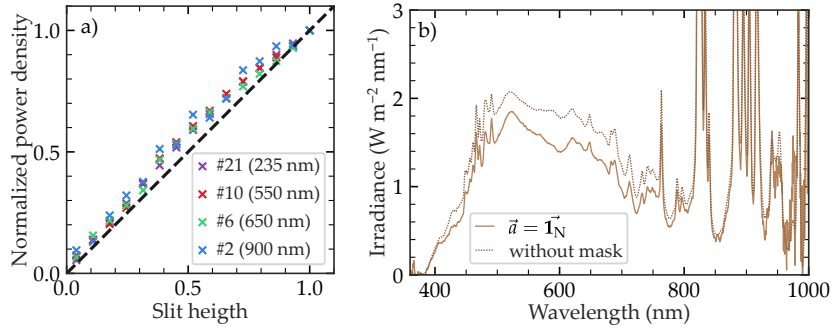 a)
Normalized power density
1.0
0.5
0.0
0.0
0.5
1.0
Slit heigth
#21 (235 nm)
#10 (550 nm)
#6 (650 nm)
#2 (900 nm)
b)
Irradiance (W m⁻² nm⁻¹)
3
2
1
0
400
600
800
1000
Wavelength (nm)
a⃗ = 1⃗_N
without mask